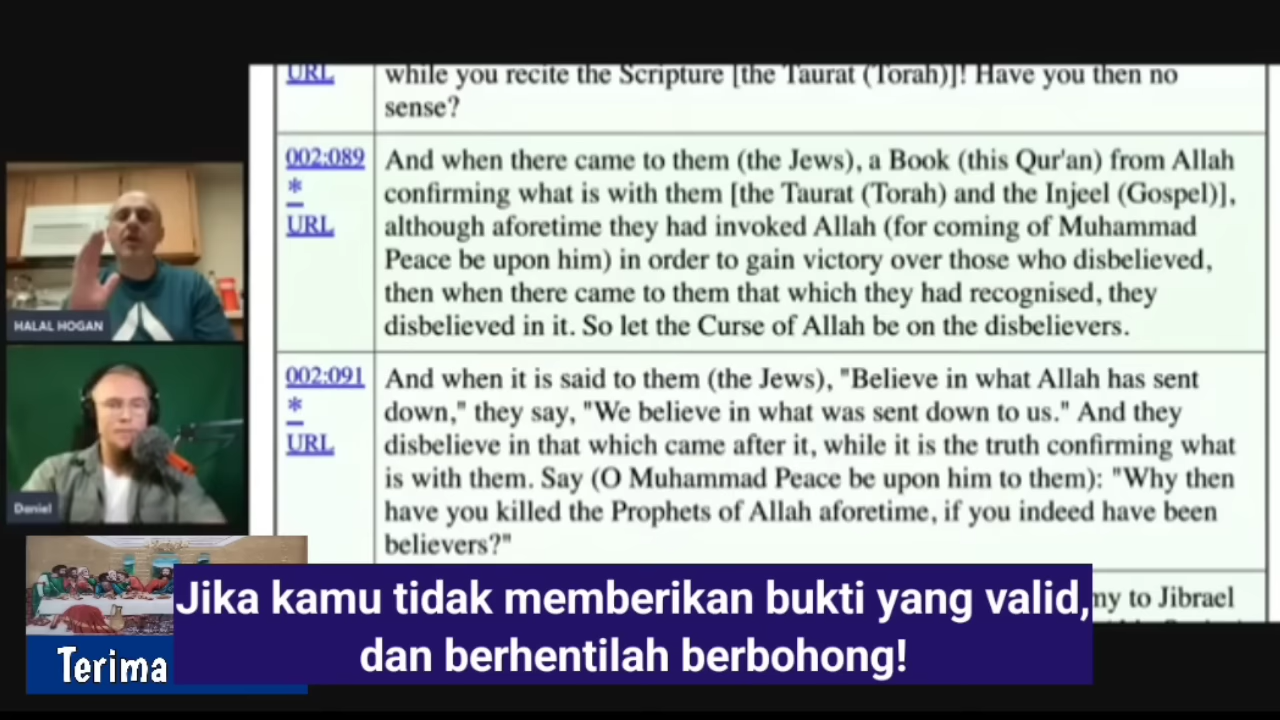 URL
while you recite the Scripture [the Taurat (Torah)]! Have you then no
sense?
002:089
*
URL
And when there came to them (the Jews), a Book (this Qur'an) from Allah
confirming what is with them [the Taurat (Torah) and the Injeel (Gospel)],
although aforetime they had invoked Allah (for coming of Muhammad
Peace be upon him) in order to gain victory over those who disbelieved,
then when there came to them that which they had recognised, they
disbelieved in it. So let the Curse of Allah be on the disbelievers.
002:091
*
URL
And when it is said to them (the Jews), "Believe in what Allah has sent
down," they say, "We believe in what was sent down to us." And they
disbelieve in that which came after it, while it is the truth confirming what
is with them. Say (O Muhammad Peace be upon him to them): "Why then
have you killed the Prophets of Allah aforetime, if you indeed have been
believers?"
to Jibrael
HALAL HOGAN
Daniel
Terima
Jika kamu tidak memberikan bukti yang valid,
dan berhentilah berbohong!